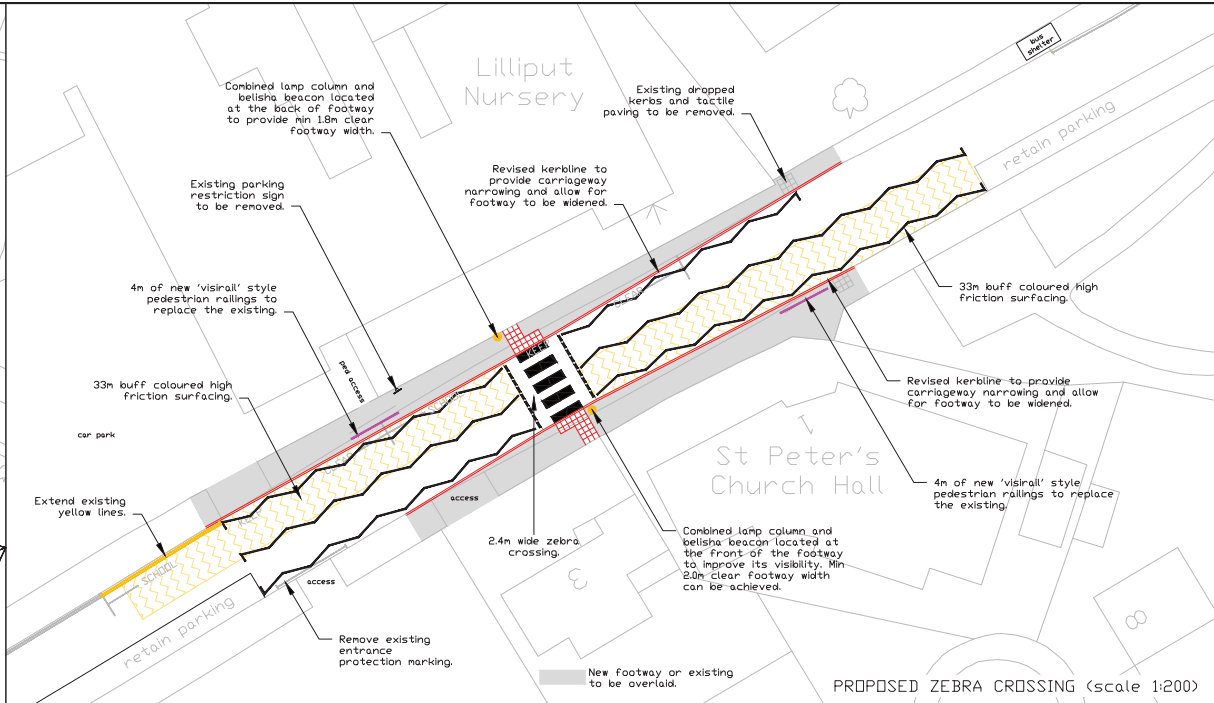 bus
shelter
Lilliput
Nursery
Combined lamp column and
belisha beacon located
at the back of footway
to provide min 1.8m clear
footway width.
Existing dropped
kerbs and tactile
paving to be removed.
retain parking
Existing parking
restriction sign
to be removed.
Revised kerbline to
provide carriageway
narrowing and allow for
footway to be widened.
4m of new 'visirail' style
pedestrian railings to
replace the existing.
33m buff coloured high
friction surfacing.
CLEAR
KEEP
ped access
33m buff coloured high
friction surfacing.
SCHOOL
car park
Revised kerbline to provide
carriageway narrowing and allow
for footway to be widened.
St Peter's
Church Hall
Extend existing
yellow lines.
access
4m of new 'visirail' style
pedestrian railings to replace
the existing.
2.4m wide zebra
crossing.
Combined lamp column and
belisha beacon located at
the front of the footway
to improve its visibility. Min
2.0m clear footway width
can be achieved.
SCHOOL
access
3
8
retain parking
Remove existing
entrance
protection marking.
New footway or existing
to be overlaid.
PROPOSED ZEBRA CROSSING (scale 1:200)